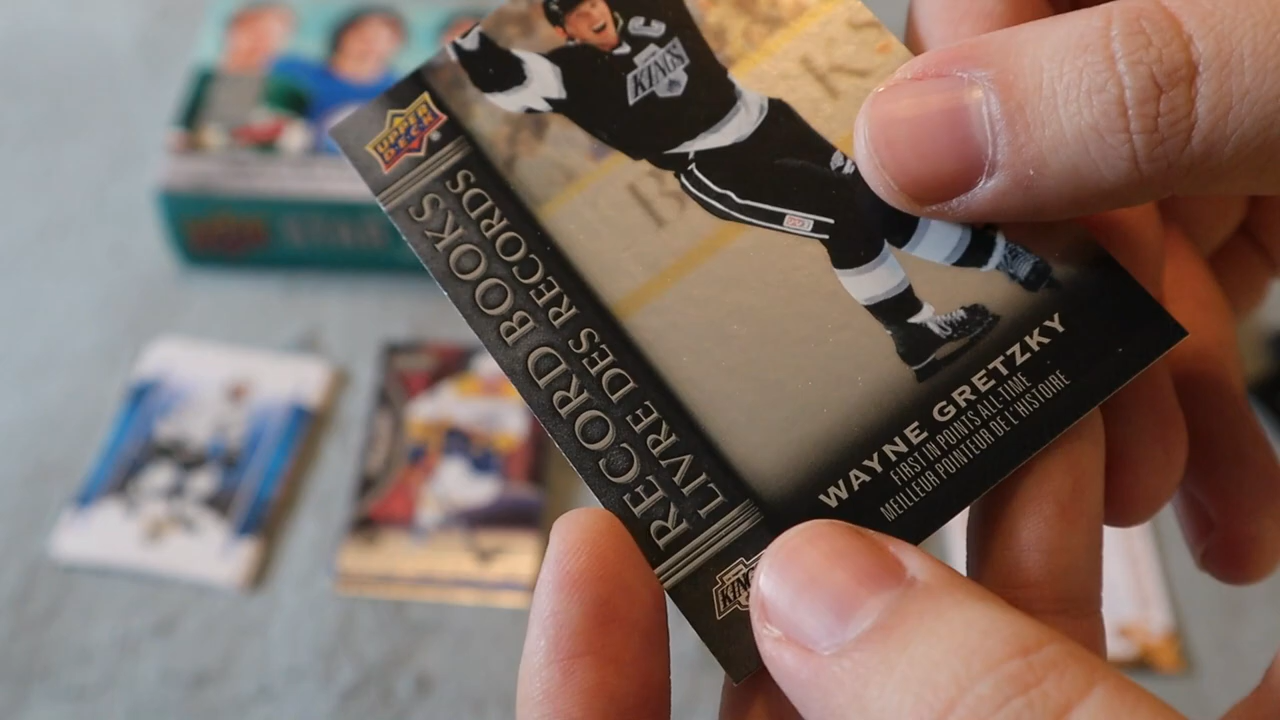 UPPER
DECK
RECORD BOOKS
LIVRE DES RECORDS
C
KINGS
WAYNE GRETZKY
FIRST IN POINTS ALL-TIME
MEILLEUR POINTEUR DE L'HISTOIRE